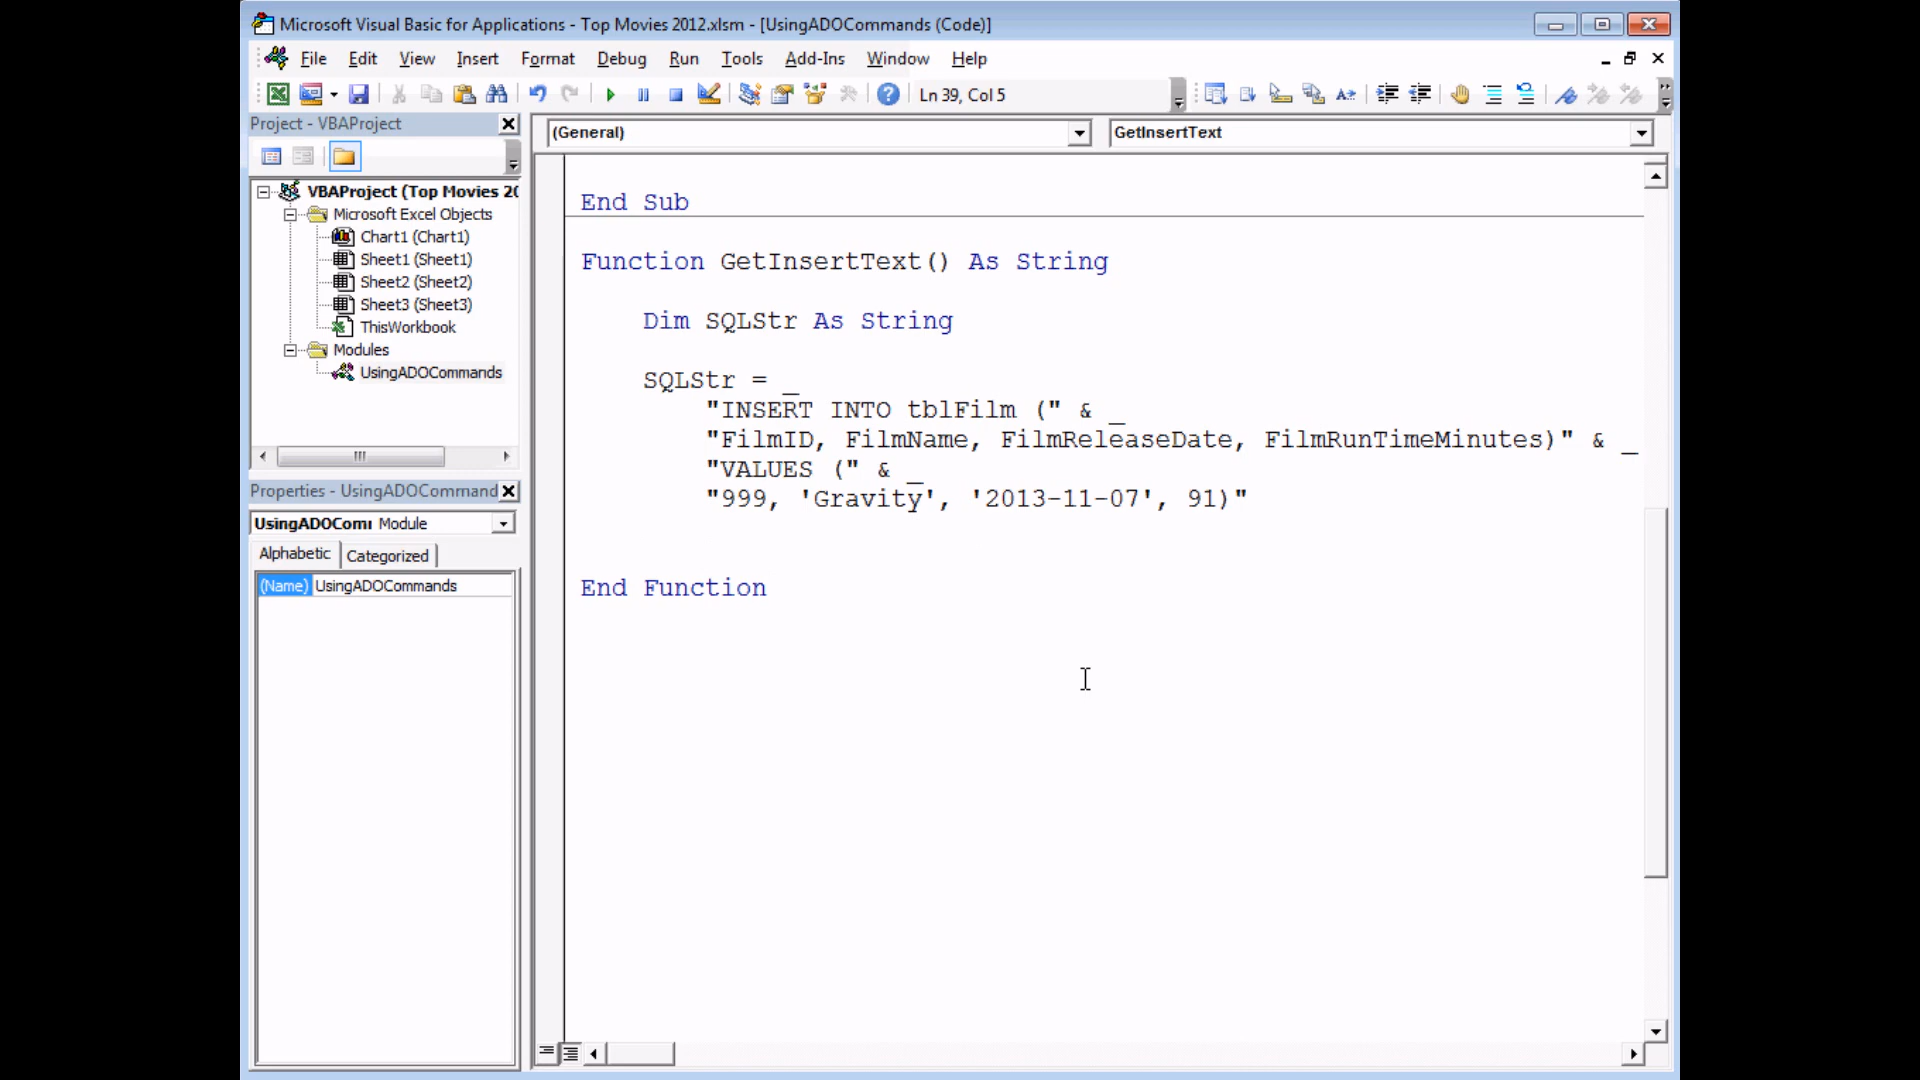 Microsoft Visual Basic for Applications - Top Movies 2012.xlsm - [UsingADOCommands (Code)]
File Edit View Insert Format Debug Run Tools Add-Ins Window Help
Ln 39, Col 5
Project - VBAProject
(General)
GetInsertText
VBAProject (Top Movies 20
Microsoft Excel Objects
Chart1 (Chart1)
Sheet1 (Sheet1)
Sheet2 (Sheet2)
Sheet3 (Sheet3)
ThisWorkbook
Modules
UsingADOCommands
Properties - UsingADOCommand
UsingADOComi Module
Alphabetic Categorized
(Name) UsingADOCommands
End Sub
Function GetInsertText() As String
Dim SQLStr As String
SQLStr = _
"INSERT INTO tblFilm (" & _
"FilmID, FilmName, FilmReleaseDate, FilmRunTimeMinutes)" & _
"VALUES (" & _
"999, 'Gravity', '2013-11-07', 91)"
End Function